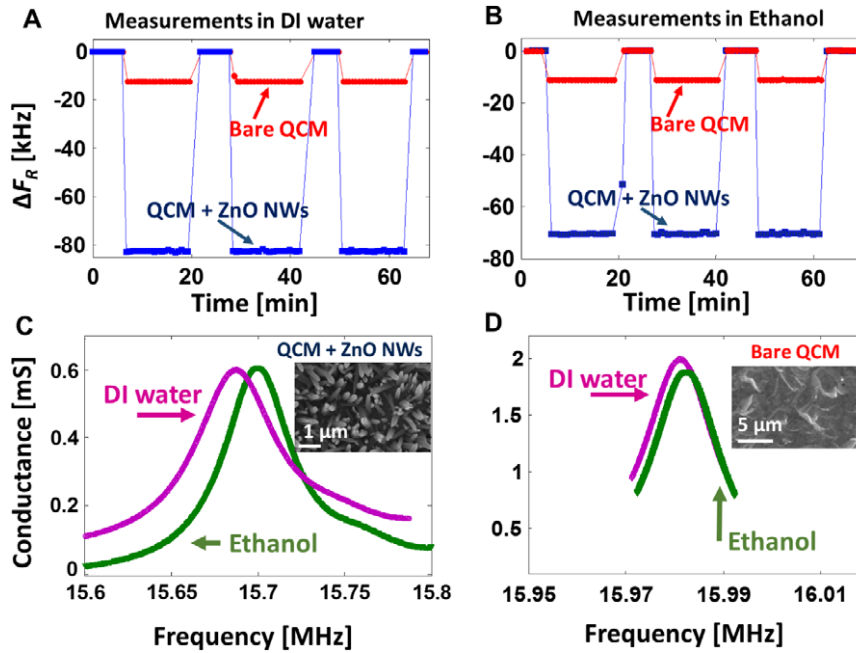 A
Measurements in DI water
0
-20
-40
-60
-80
ΔF_R [kHz]
Bare QCM
QCM + ZnO NWs
0
20
40
60
Time [min]
B
Measurements in Ethanol
0
-20
-40
-60
-80
Bare QCM
QCM + ZnO NWs
0
20
40
60
Time [min]
C
QCM + ZnO NWs
0.6
0.4
0.2
0
Conductance [mS]
DI water
1 μm
Ethanol
15.6
15.65
15.7
15.75
15.8
Frequency [MHz]
D
Bare QCM
2
1.5
1
0.5
DI water
5 μm
Ethanol
15.95
15.97
15.99
16.01
Frequency [MHz]